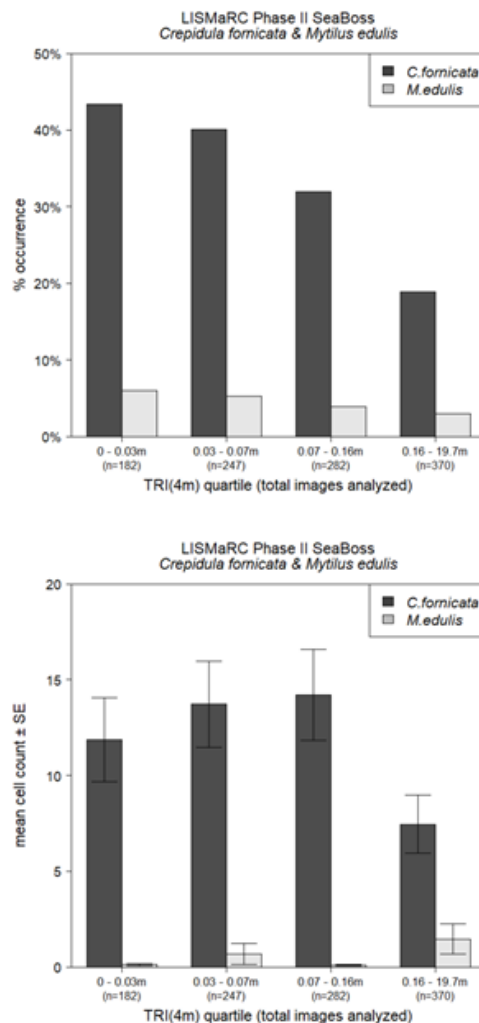 LISMaRC Phase II SeaBoss
Crepidula fornicata & Mytilus edulis
50%
40%
30%
20%
10%
0%
% occurrence
C.fornicata
M.edulis
0 - 0.03m 0.03 - 0.07m 0.07 - 0.16m 0.16 - 19.7m
(n=182) (n=247) (n=282) (n=370)
TRI(4m) quartile (total images analyzed)
LISMaRC Phase II SeaBoss
Crepidula fornicata & Mytilus edulis
20
15
10
5
0
mean cell count ± SE
C.fornicata
M.edulis
0 - 0.03m 0.03 - 0.07m 0.07 - 0.16m 0.16 - 19.7m
(n=182) (n=247) (n=282) (n=370)
TRI(4m) quartile (total images analyzed)